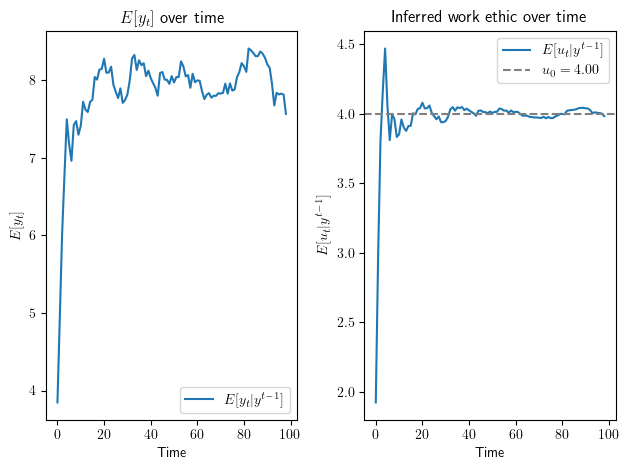 E[y_t] over time
E[y_t]
8
7
6
5
4
0
20
40
60
80
100
Time
E[y_t|y^{t−1}]
Inferred work ethic over time
E[u_t|y^{t−1}]
4.5
4.0
3.5
3.0
2.5
2.0
0
20
40
60
80
100
Time
E[u_t|y^{t−1}]
u_0 = 4.00